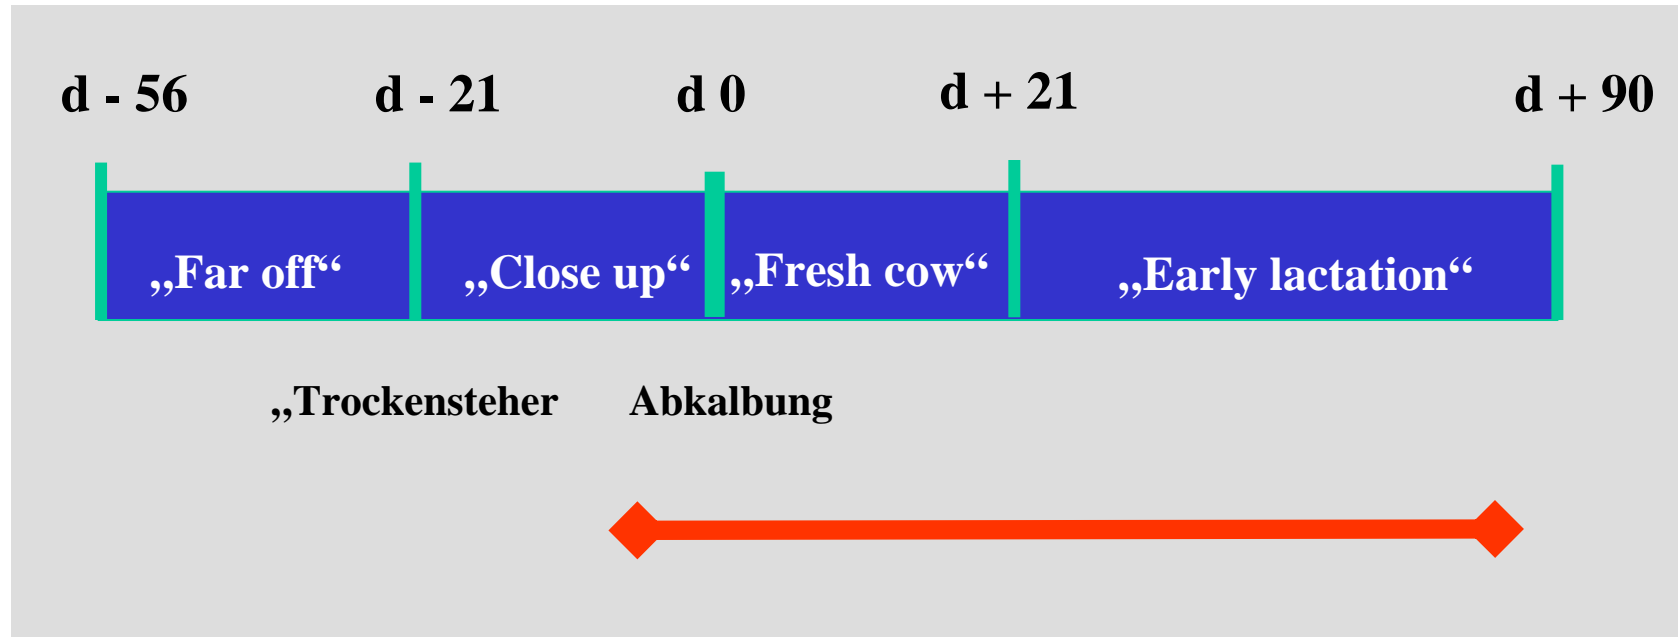 d - 56 d - 21 d 0 d + 21 d + 90
„Far off“ „Close up“ „Fresh cow“ „Early lactation“
„Trockensteher Abkalbung